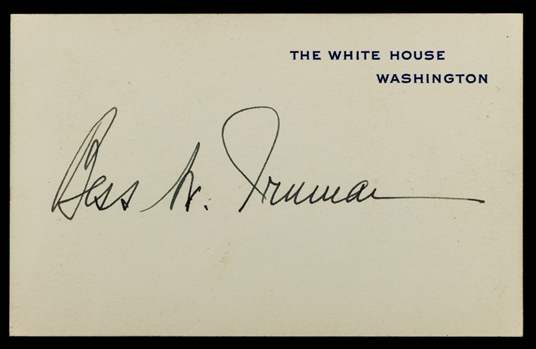 THE WHITE HOUSE
WASHINGTON
Bess W. Truman